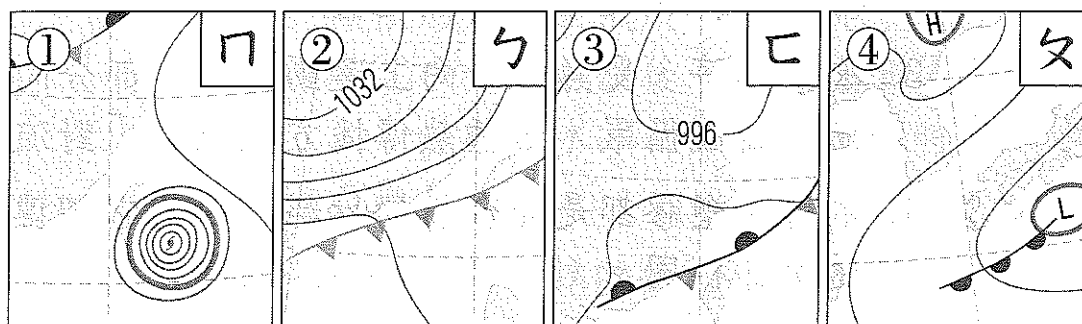 ① ㄇ
② ㄅ
1032
③ ㄈ
996
④ ㄆ
H
L